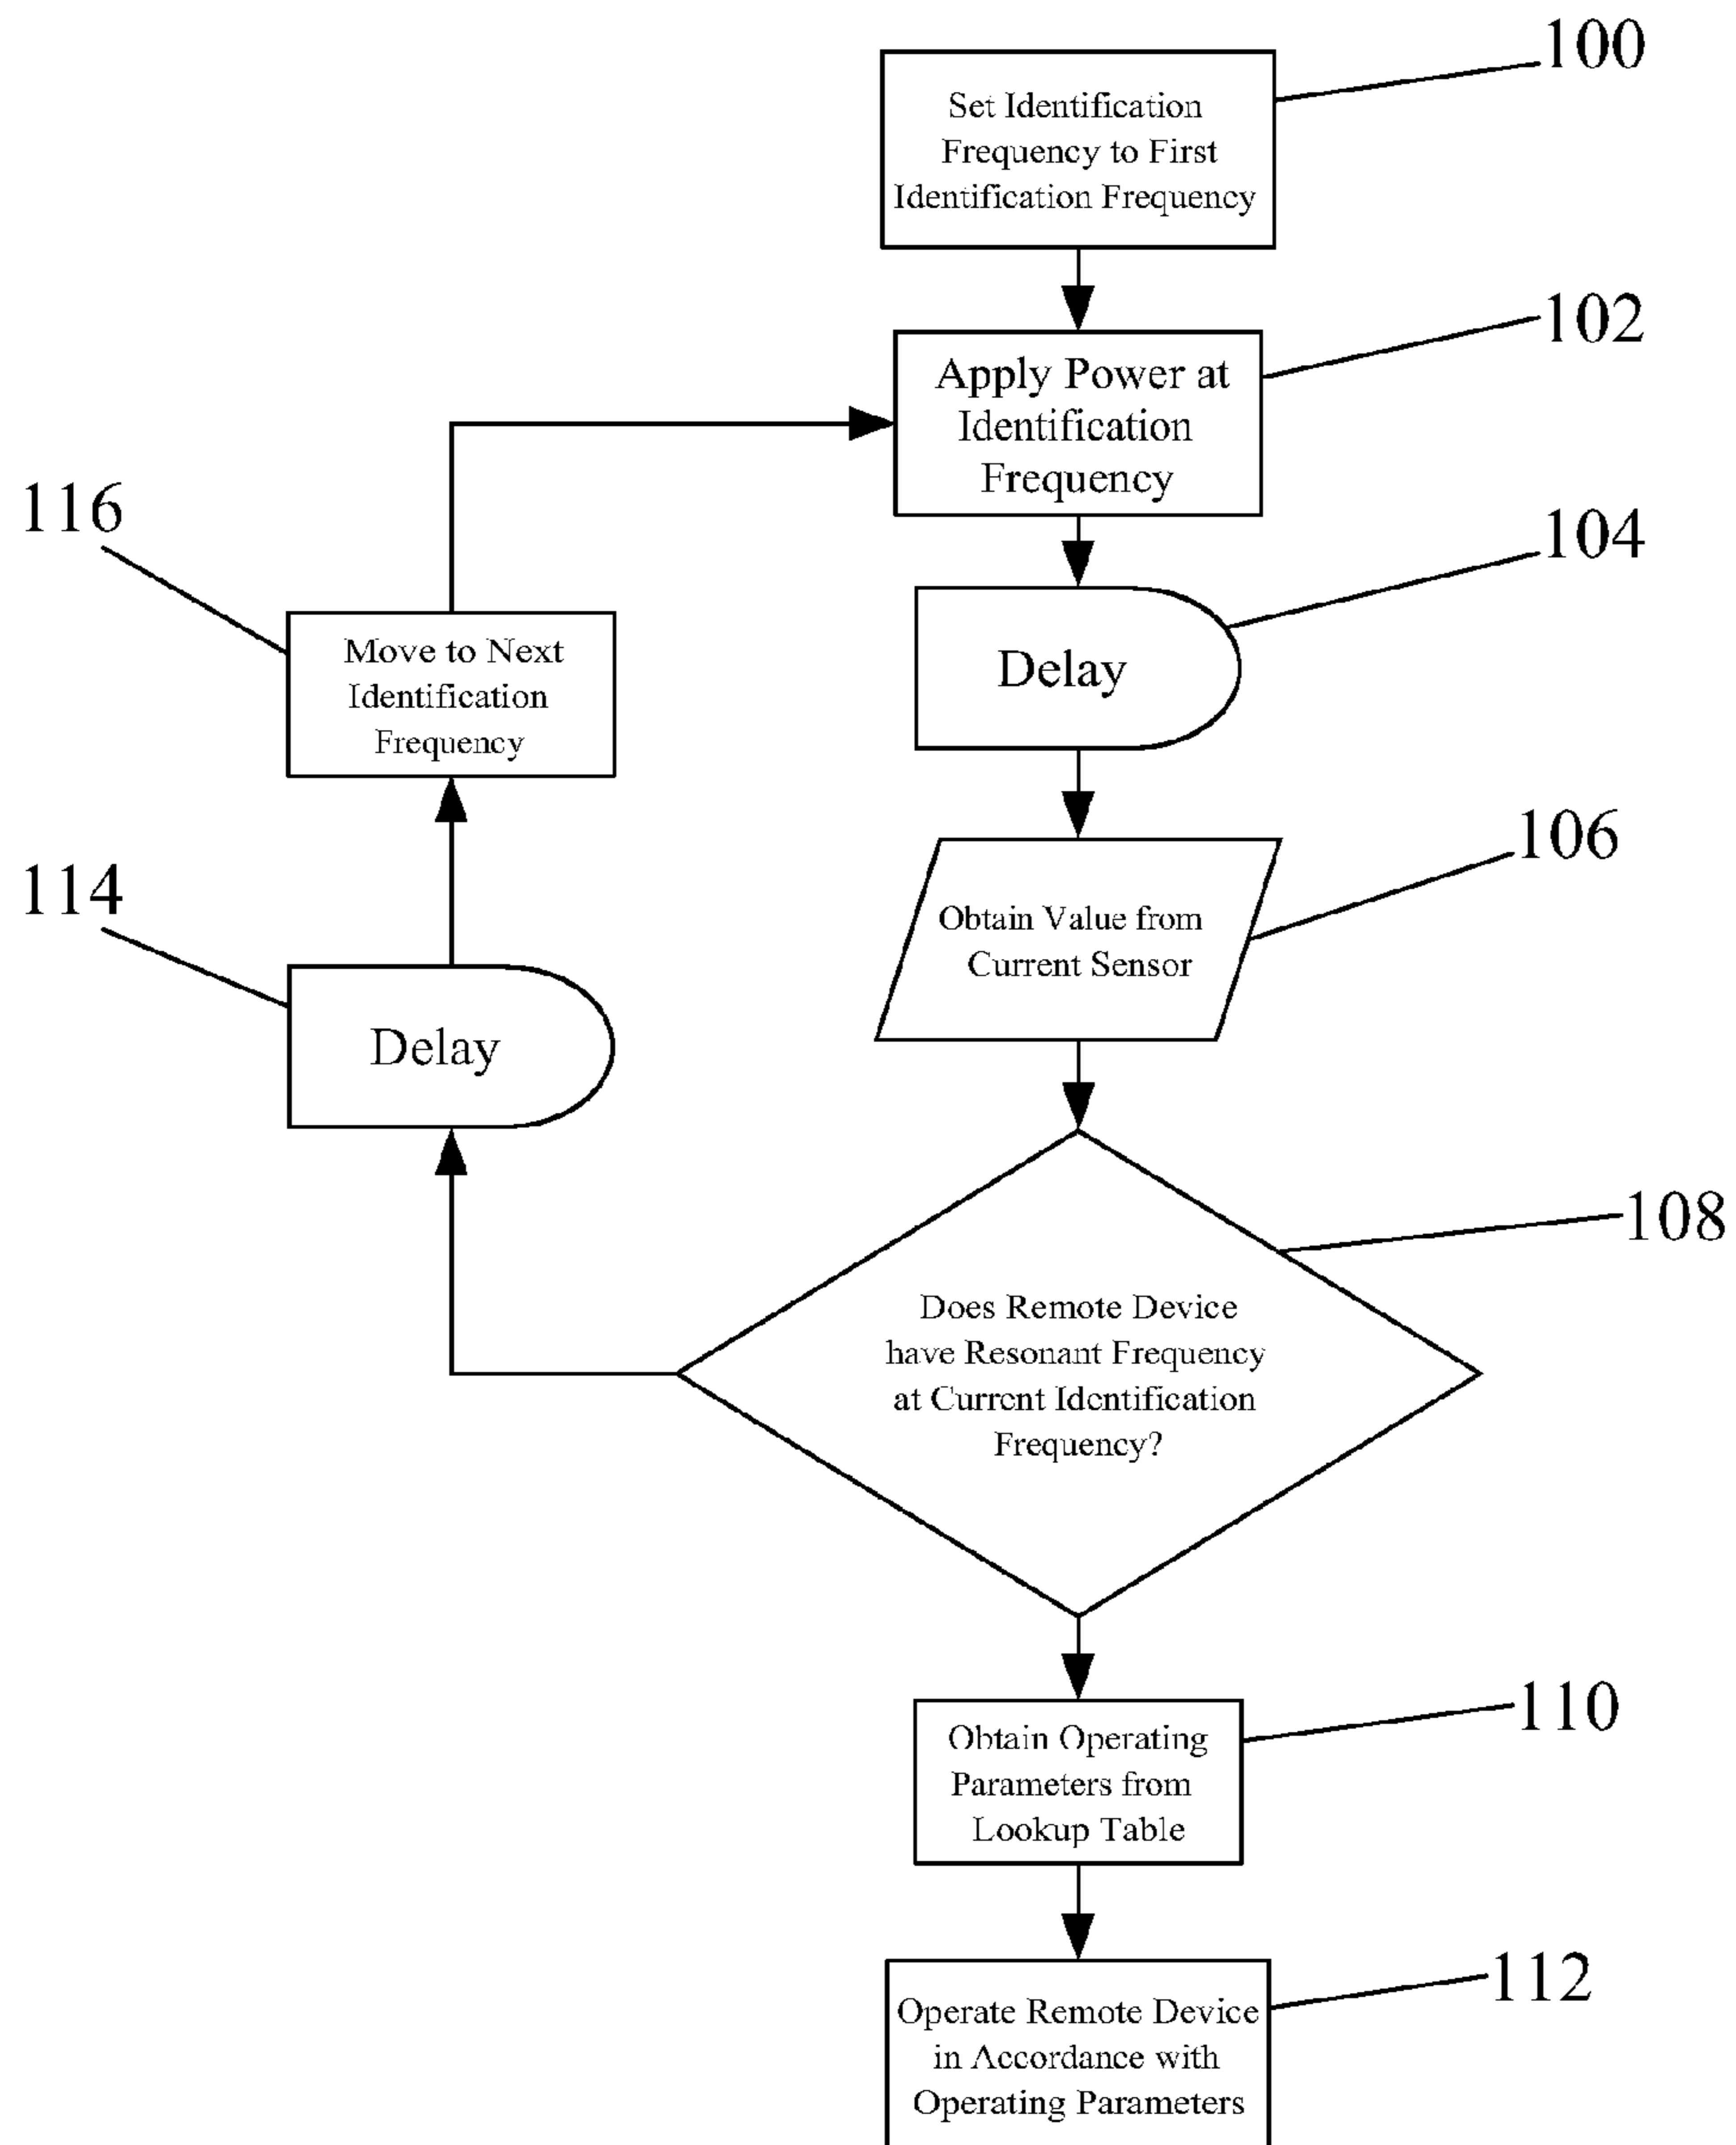 100
Set Identification
Frequency to First
Identification Frequency
102
Apply Power at
Identification
Frequency
104
Delay
116
Move to Next
Identification
Frequency
106
Obtain Value from
Current Sensor
114
Delay
108
Does Remote Device
have Resonant Frequency
at Current Identification
Frequency?
110
Obtain Operating
Parameters from
Lookup Table
112
Operate Remote Device
in Accordance with
Operating Parameters